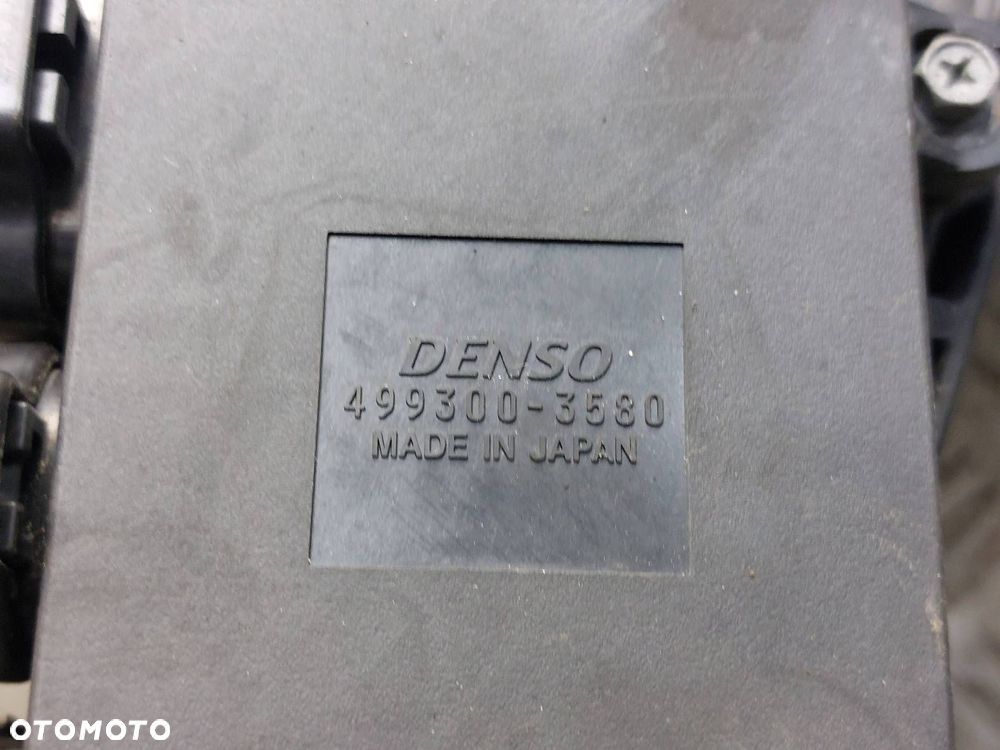 DENSO
499300-3580
MADE IN JAPAN
OTOMOTO